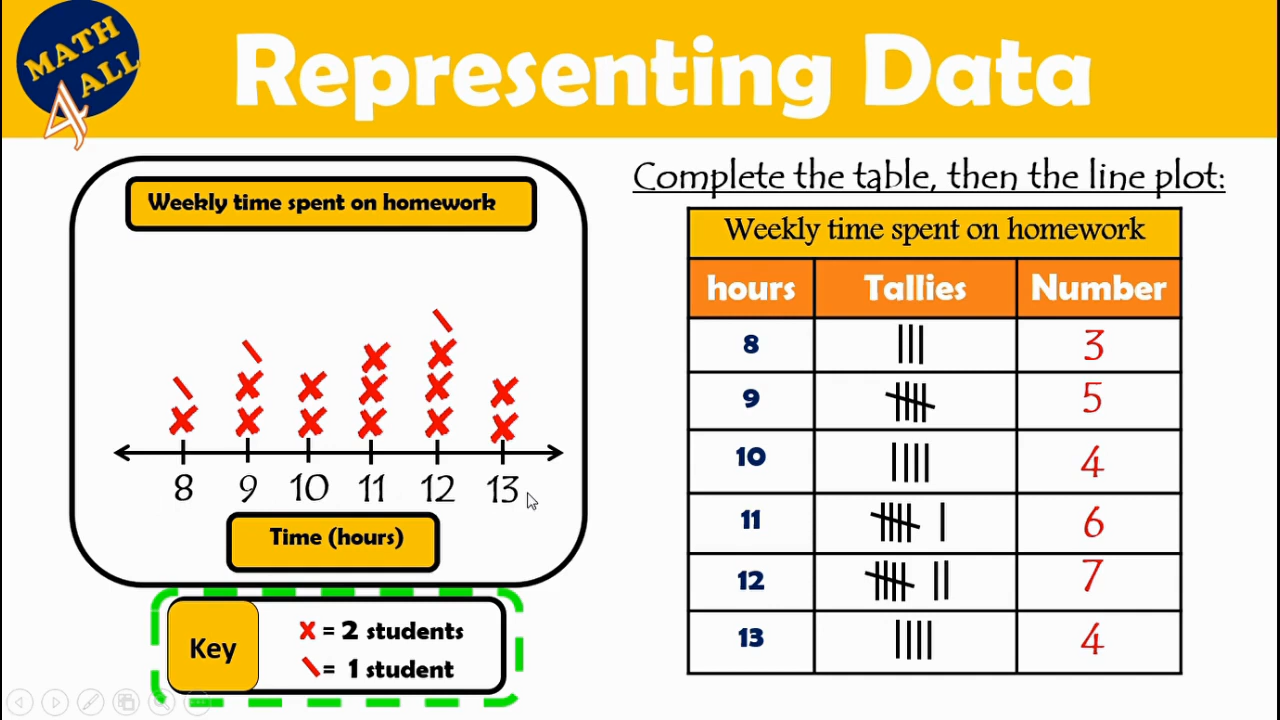 MATH
4 ALL
Representing Data
Weekly time spent on homework
8 9 10 11 12 13
Time (hours)
Key
x = 2 students
\ = 1 student
Complete the table, then the line plot:
Weekly time spent on homework
hours Tallies Number
8 3
9 5
10 4
11 6
12 7
13 4